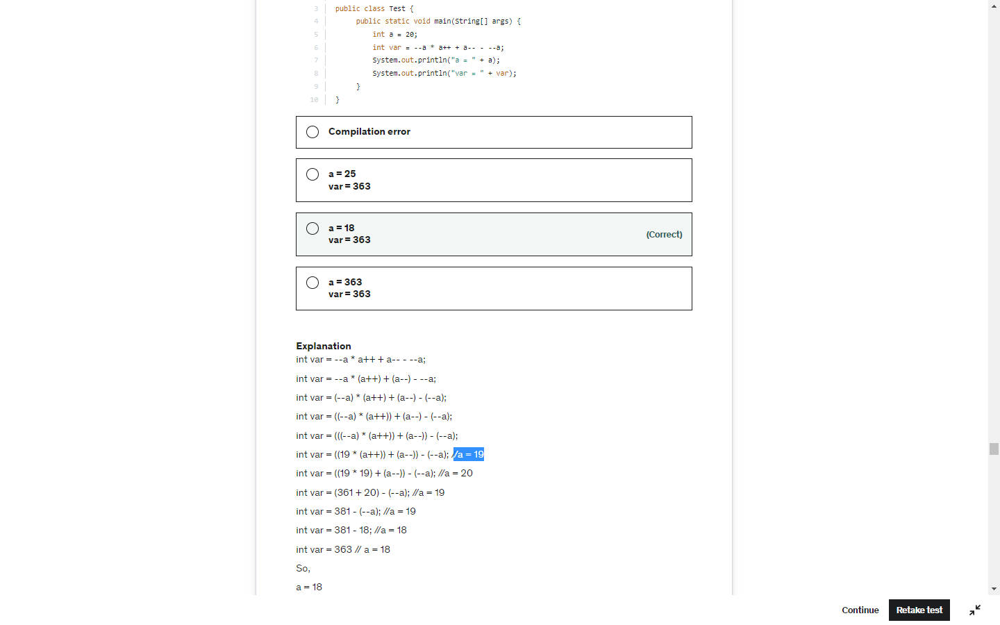 3 public class Test {
4 public static void main(String[] args) {
5 int a = 20;
6 int var = --a * a++ + a-- - --a;
7 System.out.println("a = " + a);
8 System.out.println("var = " + var);
9 }
10 }
Compilation error
a = 25
var = 363
a = 18
var = 363
(Correct)
a = 363
var = 363
Explanation
int var = --a * a++ + a-- - --a;
int var = --a * (a++) + (a--) - --a;
int var = (--a) * (a++) + (a--) - (--a);
int var = ((--a) * (a++)) + (a--) - (--a);
int var = (((--a) * (a++)) + (a--)) - (--a);
int var = ((19 * (a++)) + (a--)) - (--a); //a = 19
int var = ((19 * 19) + (a--)) - (--a); //a = 20
int var = (361 + 20) - (--a); //a = 19
int var = 381 - (--a); //a = 19
int var = 381 - 18; //a = 18
int var = 363 // a = 18
So,
a = 18
Continue
Retake test